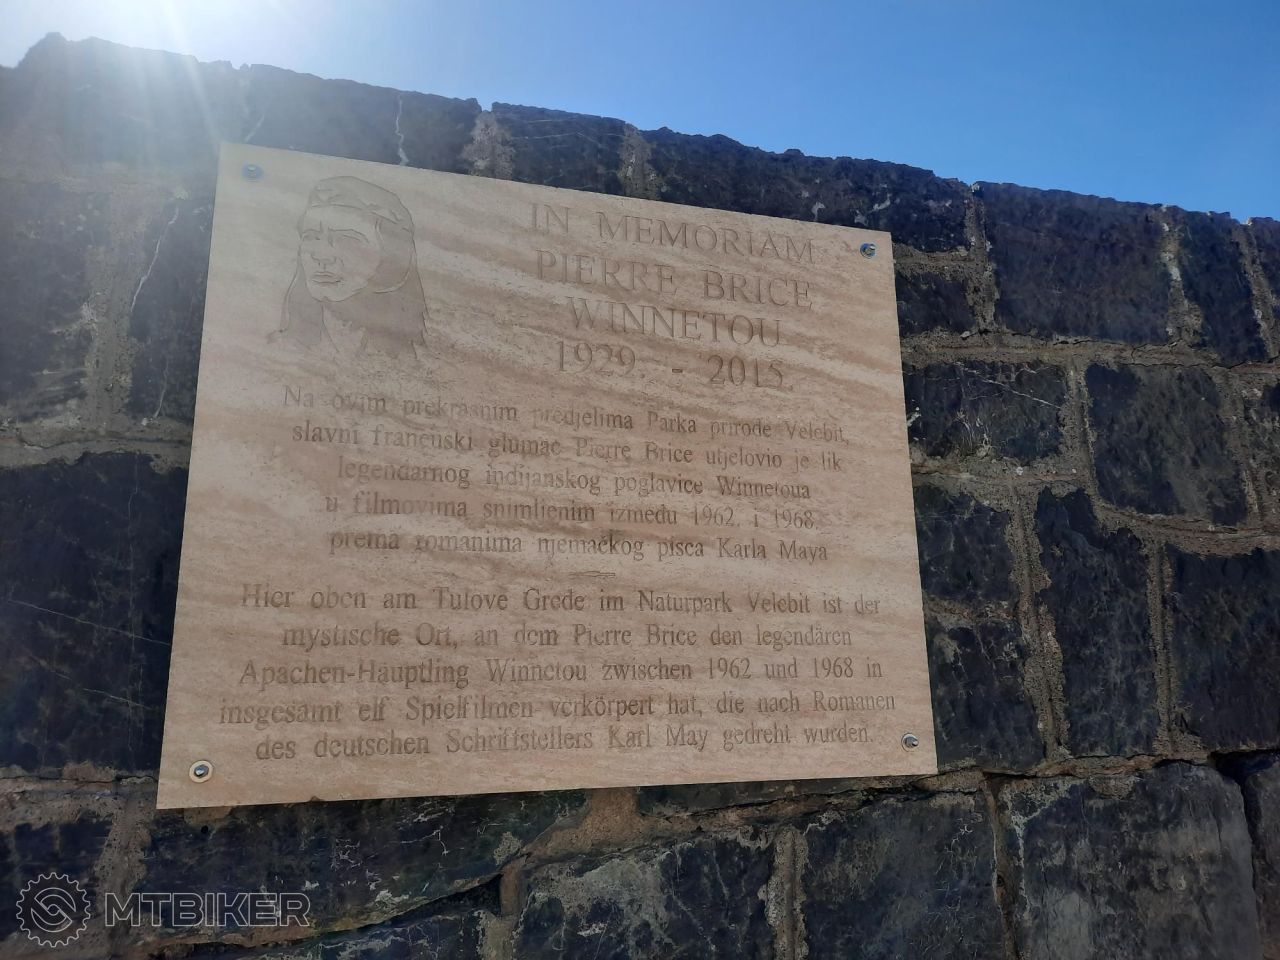 IN MEMORIAM
PIERRE BRICE
WINNETOU
1929. - 2015.
Na ovim prekrasnim predjelima Parka prirode Velebit,
slavni francuski glumac Pierre Brice utjelovio je lik
legendarnog indijanskog poglavice Winnetoua
u filmovima snimljenim između 1962. i 1968.
prema romanima njemačkog pisca Karla Maya
Hier oben am Tulove Grede im Naturpark Velebit ist der
mystische Ort, an dem Pierre Brice den legendären
Apachen-Häuptling Winnetou zwischen 1962 und 1968 in
insgesamt elf Spielfilmen verkörpert hat, die nach Romanen
des deutschen Schriftstellers Karl May gedreht wurden.
MTBIKER